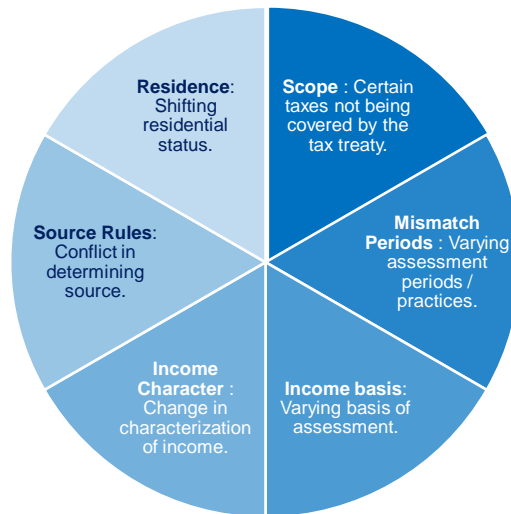 Residence:
Shifting
residential
status.
Scope : Certain
taxes not being
covered by the
tax treaty.
Source Rules:
Conflict in
determining
source.
Mismatch
Periods : Varying
assessment
periods /
practices.
Income
Character :
Change in
characterization
of income.
Income basis:
Varying basis of
assessment.